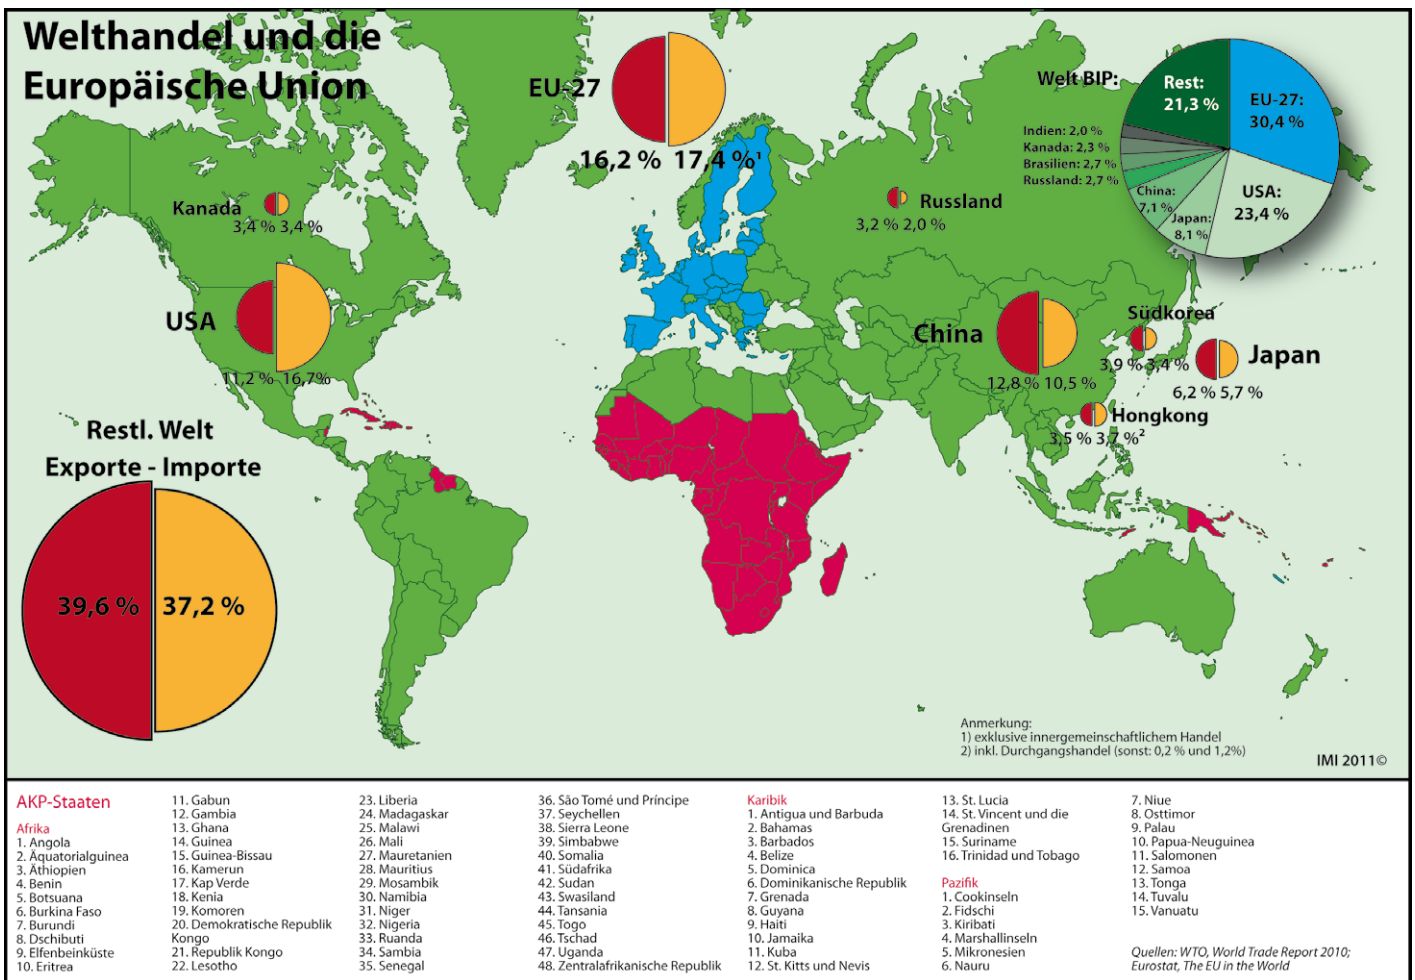 Welthandel und die
Europäische Union
EU-27
16,2 % 17,4 %¹
Welt BIP:
Rest:
21,3 %
EU-27:
30,4 %
Indien: 2,0 %
Kanada: 2,3 %
Brasilien: 2,7 %
Russland: 2,7 %
China:
7,1 %
Japan:
8,1 %
USA:
23,4 %
Kanada
3,4 % 3,4 %
Russland
3,2 % 2,0 %
USA
11,2 % 16,7%
China
12,8 % 10,5 %
Südkorea
3,9 % 3,4 %
Japan
6,2 % 5,7 %
Hongkong
3,5 % 3,7 %²
Restl. Welt
Exporte - Importe
39,6 % 37,2 %
Anmerkung:
1) exklusive innergemeinschaftlichem Handel
2) inkl. Durchgangshandel (sonst: 0,2 % und 1,2%)
IMI 2011©
AKP-Staaten
Afrika
1. Angola
2. Äquatorialguinea
3. Äthiopien
4. Benin
5. Botsuana
6. Burkina Faso
7. Burundi
8. Dschibuti
9. Elfenbeinküste
10. Eritrea
11. Gabun
12. Gambia
13. Ghana
14. Guinea
15. Guinea-Bissau
16. Kamerun
17. Kap Verde
18. Kenia
19. Komoren
20. Demokratische Republik
Kongo
21. Republik Kongo
22. Lesotho
23. Liberia
24. Madagaskar
25. Malawi
26. Mali
27. Mauretanien
28. Mauritius
29. Mosambik
30. Namibia
31. Niger
32. Nigeria
33. Ruanda
34. Sambia
35. Senegal
36. São Tomé und Príncipe
37. Seychellen
38. Sierra Leone
39. Simbabwe
40. Somalia
41. Südafrika
42. Sudan
43. Swasiland
44. Tansania
45. Togo
46. Tschad
47. Uganda
48. Zentralafrikanische Republik
Karibik
1. Antigua und Barbuda
2. Bahamas
3. Barbados
4. Belize
5. Dominica
6. Dominikanische Republik
7. Grenada
8. Guyana
9. Haiti
10. Jamaika
11. Kuba
12. St. Kitts und Nevis
13. St. Lucia
14. St. Vincent und die
Grenadinen
15. Suriname
16. Trinidad und Tobago
Pazifik
1. Cookinseln
2. Fidschi
3. Kiribati
4. Marshallinseln
5. Mikronesien
6. Nauru
7. Niue
8. Osttimor
9. Palau
10. Papua-Neuguinea
11. Salomonen
12. Samoa
13. Tonga
14. Tuvalu
15. Vanuatu
Quellen: WTO, World Trade Report 2010;
Eurostat, The EU in the World